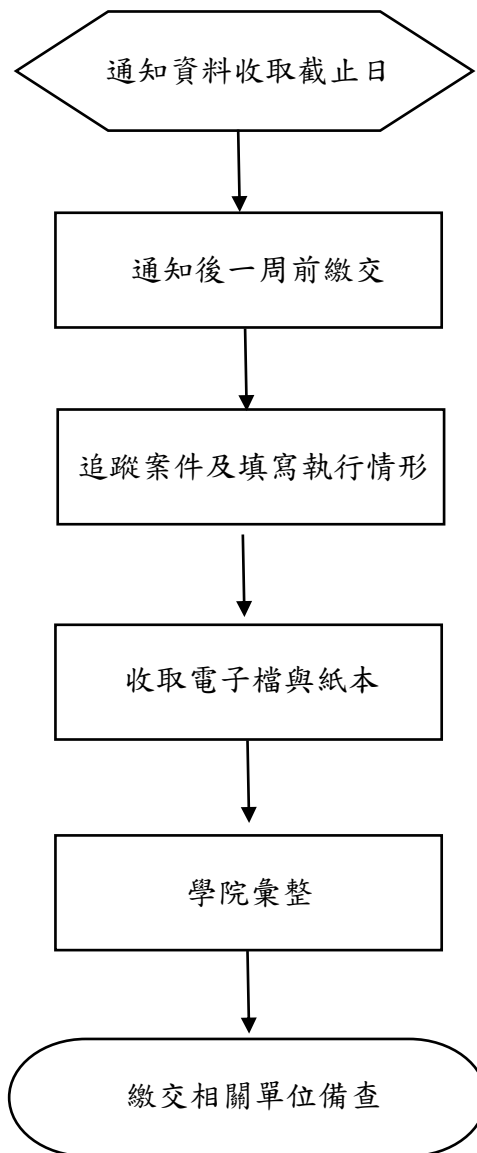 通知資料收取截止日
通知後一周前繳交
追蹤案件及填寫執行情形
收取電子檔與紙本
學院彙整
繳交相關單位備查